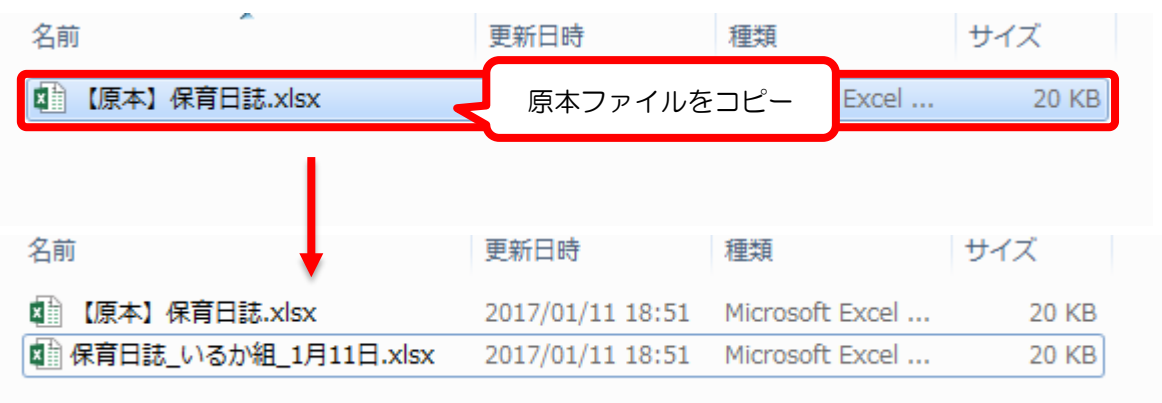 名前 更新日時 種類 サイズ
【原本】保育日誌.xlsx 原本ファイルをコピー Excel ... 20 KB
名前 更新日時 種類 サイズ
【原本】保育日誌.xlsx 2017/01/11 18:51 Microsoft Excel ... 20 KB
保育日誌_いるか組_1月11日.xlsx 2017/01/11 18:51 Microsoft Excel ... 20 KB